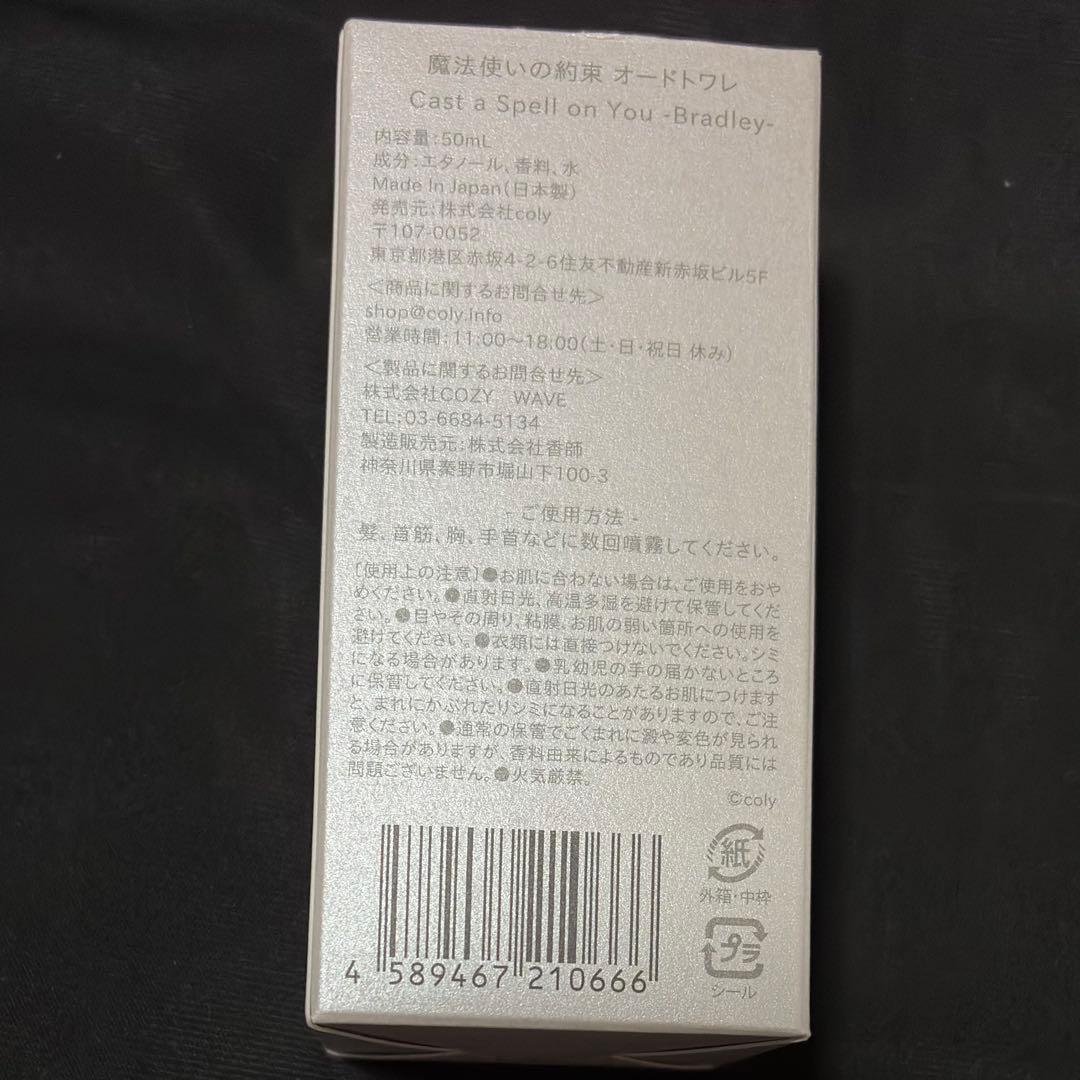 魔法使いの約束 オードトワレ
Cast a Spell on You -Bradley-
内容量:50mL
成分:エタノール、香料、水
Made In Japan(日本製)
発売元:株式会社coly
〒107-0052
東京都港区赤坂4-2-6住友不動産新赤坂ビル5F
＜商品に関するお問合せ先＞
shop@coly.info
営業時間:11:00～18:00(土・日・祝日 休み)
＜製品に関するお問合せ先＞
株式会社COZY　WAVE
TEL:03-6684-5134
製造販売元:株式会社香師
神奈川県秦野市堀山下100-3
- ご使用方法 -
髪、首筋、胸、手首などに数回噴霧してください。
〔使用上の注意〕●お肌に合わない場合は、ご使用をおや
めください。●直射日光、高温多湿を避けて保管してくだ
さい。●目やその周り、粘膜、お肌の弱い箇所への使用を
避けてください。●衣類には直接つけないでください。シミ
になる場合があります。●乳幼児の手の届かないところ
に保管してください。●直射日光のあたるお肌につけます
と、まれにかぶれたりシミになることがありますので、ご注
意ください。●通常の保管でごくまれに澱や変色が見られ
る場合がありますが、香料由来によるものであり品質には
問題ございません。●火気厳禁。
©coly
紙
外箱・中枠
プラ
シール
4 589467 210666